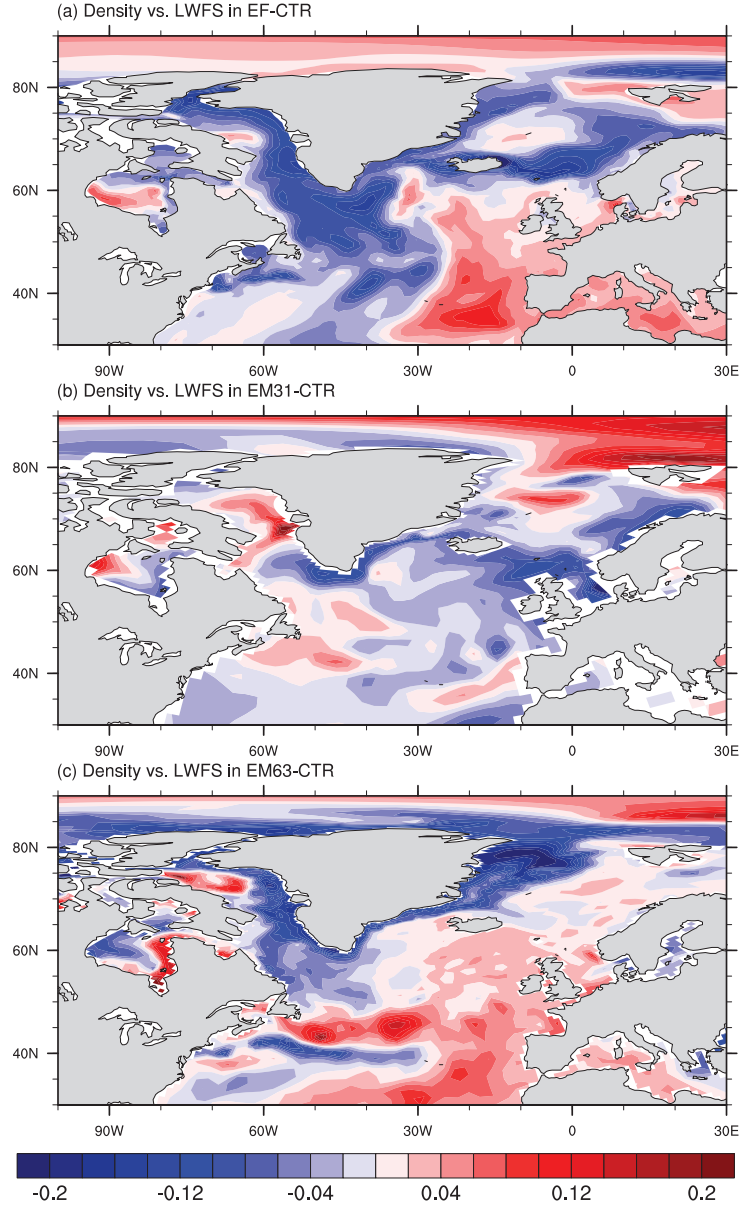 (a) Density vs. LWFS in EF-CTR
80N
60N
40N
90W 60W 30W 0 30E
(b) Density vs. LWFS in EM31-CTR
80N
60N
40N
90W 60W 30W 0 30E
(c) Density vs. LWFS in EM63-CTR
80N
60N
40N
90W 60W 30W 0 30E
-0.2 -0.12 -0.04 0.04 0.12 0.2